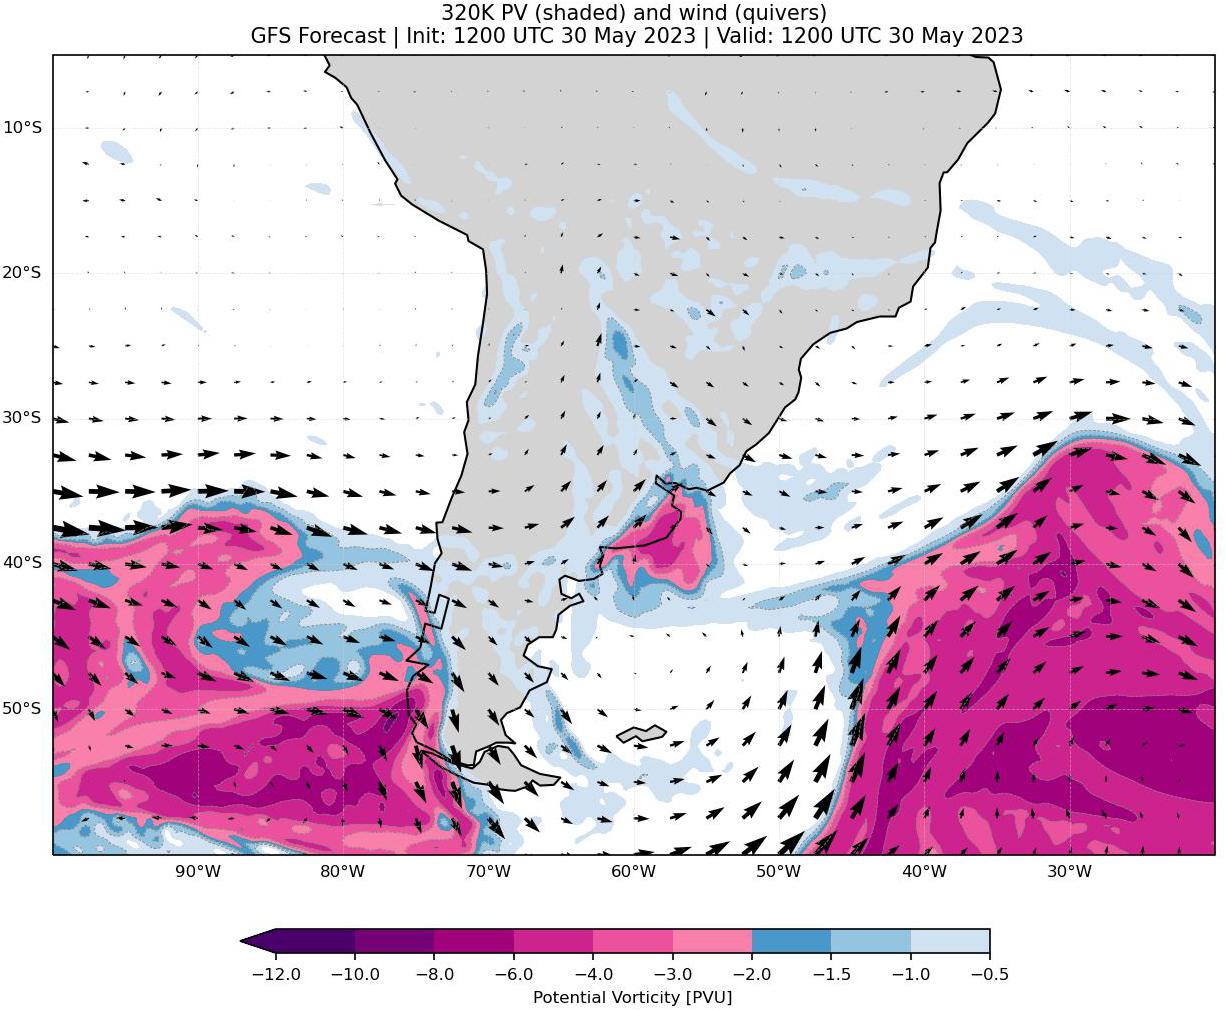 320K PV (shaded) and wind (quivers)
GFS Forecast | Init: 1200 UTC 30 May 2023 | Valid: 1200 UTC 30 May 2023
10°S
20°S
30°S
40°S
50°S
90°W 80°W 70°W 60°W 50°W 40°W 30°W
−12.0 −10.0 −8.0 −6.0 −4.0 −3.0 −2.0 −1.5 −1.0 −0.5
Potential Vorticity [PVU]